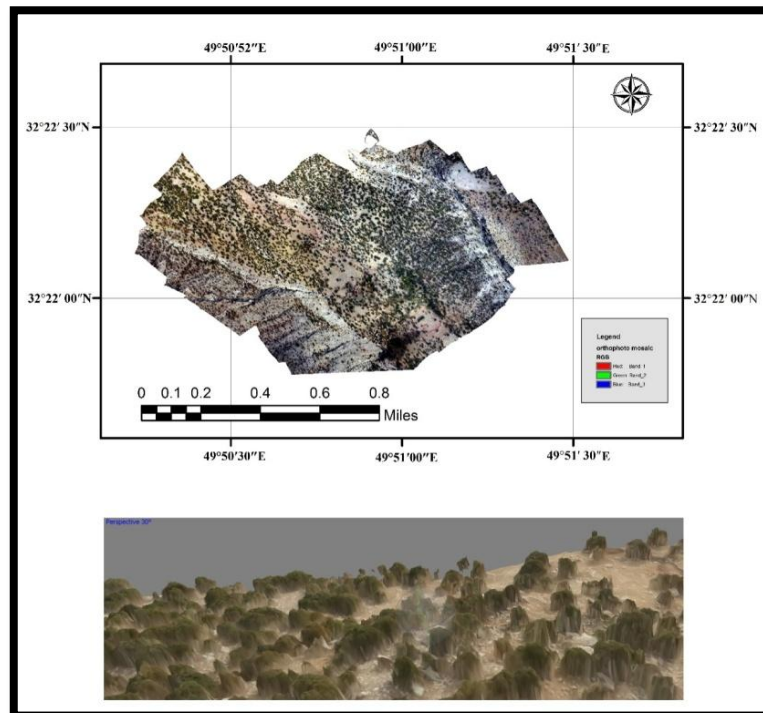 49°50′52″E 49°51′00″E 49°51′30″E
32°22′30″N 32°22′30″N
32°22′00″N 32°22′00″N
Legend
orthophoto mosaic
RGB
Red Band_1
Green Band_2
Blue Band_3
0 0.1 0.2 0.4 0.6 0.8
Miles
49°50′30″E 49°51′00″E 49°51′30″E
Perspective 30°